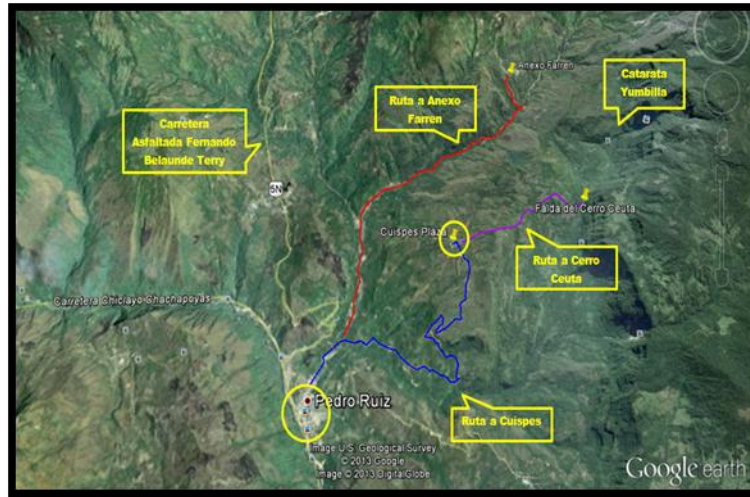 Anexo Farren
Catarata
Yumbilla
Ruta a Anexo
Farren
Carretera
Asfaltada Fernando
Belaunde Terry
5N
Falda del Cerro Ceuta
Cuispes Plaza
Ruta a Cerro
Ceuta
Carretera Chiclayo Chachapoyas
Pedro Ruiz
Ruta a Cuispes
Image U.S. Geological Survey
© 2013 Google
Image © 2013 DigitalGlobe
Google earth